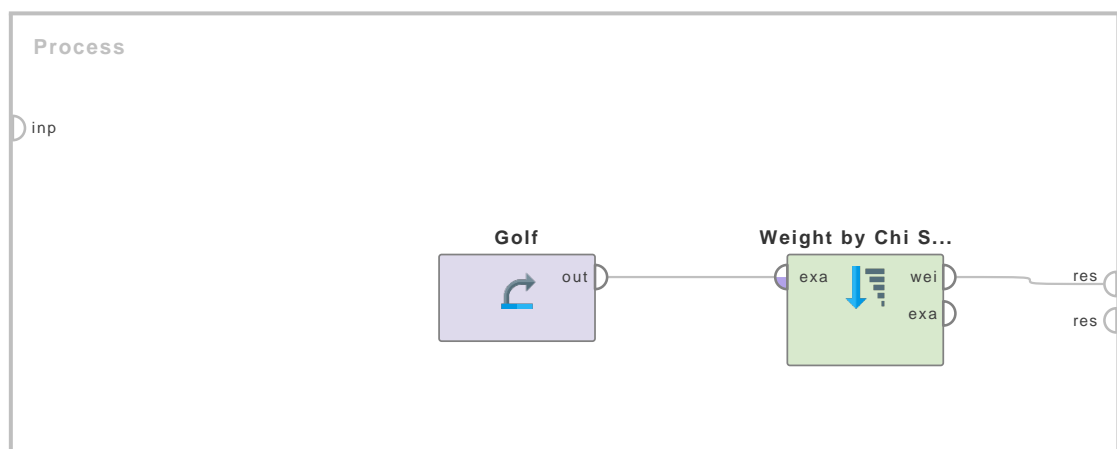 Process
inp
Golf
Weight by Chi S...
out
exa
wei
res
exa
res